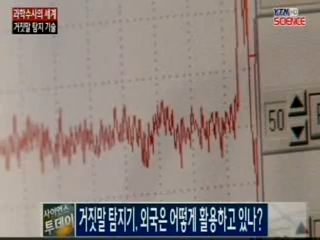 과학수사의 세계
거짓말 탐지 기술
YTN HD
SCIENCE
50
사이언스
투데이
거짓말 탐지기, 외국은 어떻게 활용하고 있나?